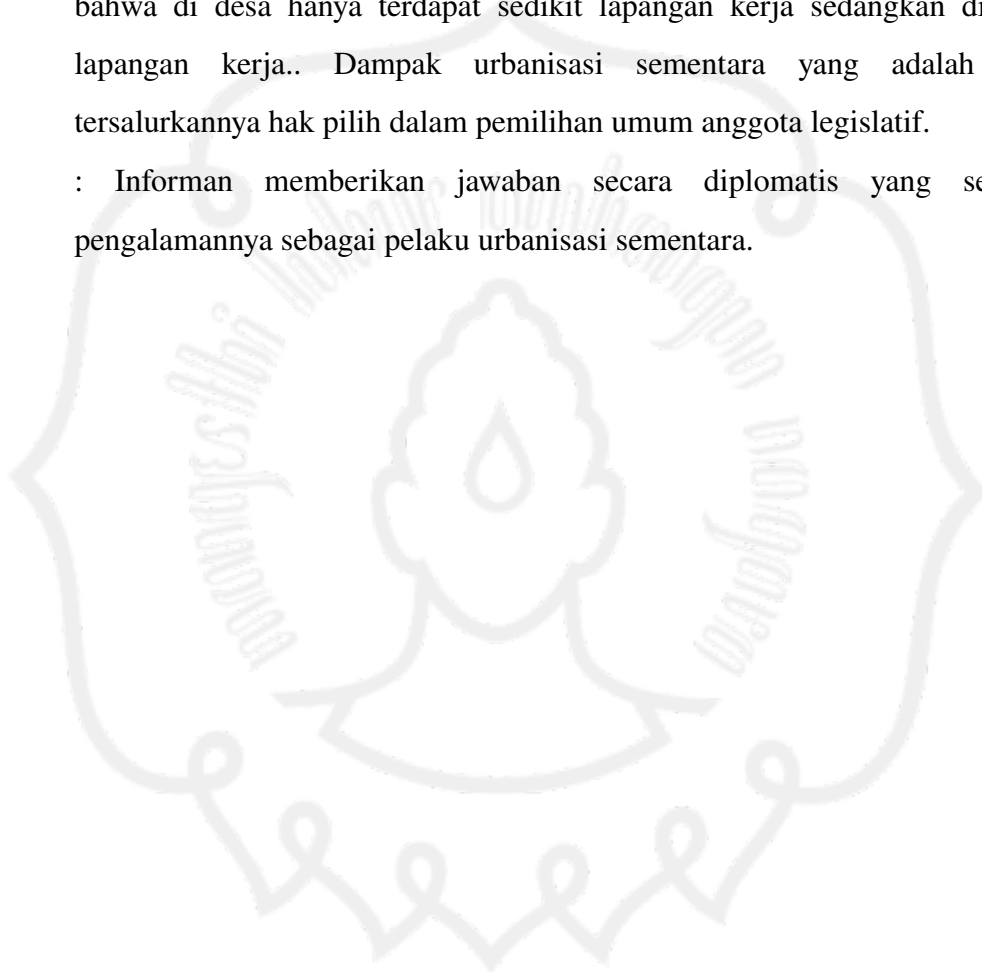 bahwa di desa hanya terdapat sedikit lapangan kerja sedangkan di
lapangan kerja.. Dampak urbanisasi sementara yang adalah
tersalurkannya hak pilih dalam pemilihan umum anggota legislatif.
: Informan memberikan jawaban secara diplomatis yang se
pengalamannya sebagai pelaku urbanisasi sementara.